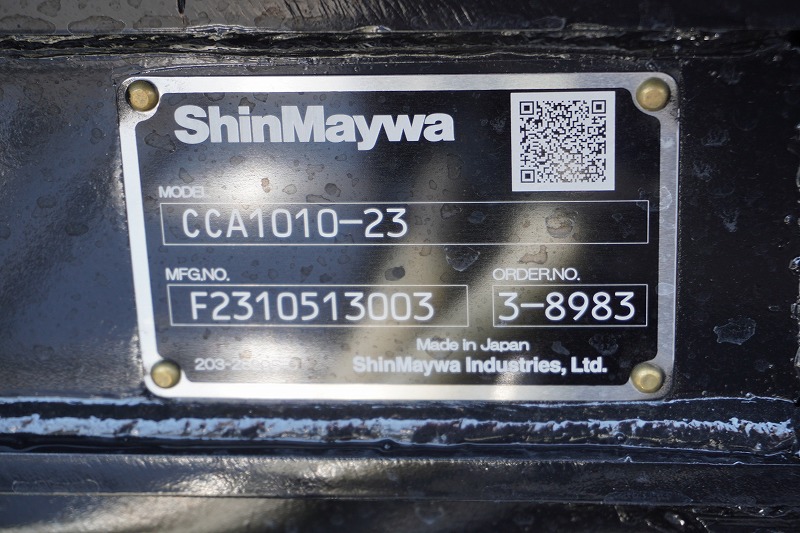 ShinMaywa
MODEL
CCA1010-23
MFG.NO.
ORDER.NO.
F2310513003
3-8983
Made in Japan
ShinMaywa Industries, Ltd.